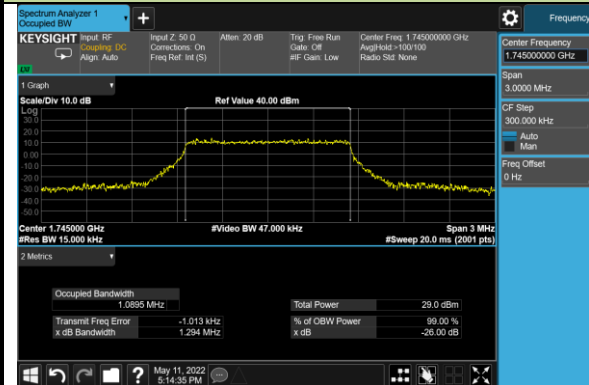 Spectrum Analyzer 1
Occupied BW
Frequency
KEYSIGHT
Input: RF
Coupling: DC
Align: Auto
Input Z: 50 Ω
Corrections: On
Freq Ref: Int (S)
Atten: 20 dB
Trig: Free Run
Gate: Off
#IF Gain: Low
Center Freq: 1.745000000 GHz
Avg|Hold:>100/100
Radio Std: None
Center Frequency
1.745000000 GHz
Span
3.0000 MHz
CF Step
300.000 kHz
Auto
Man
Freq Offset
0 Hz
1 Graph
Scale/Div 10.0 dB
Ref Value 40.00 dBm
Log
30.0
20.0
10.0
0.00
-10.0
-20.0
-30.0
-40.0
-50.0
Center 1.745000 GHz
#Video BW 47.000 kHz
Span 3 MHz
#Res BW 15.000 kHz
#Sweep 20.0 ms (2001 pts)
2 Metrics
Occupied Bandwidth
1.0895 MHz
Total Power 29.0 dBm
Transmit Freq Error -1.013 kHz
% of OBW Power 99.00 %
x dB Bandwidth 1.294 MHz
x dB -26.00 dB
May 11, 2022
5:14:35 PM